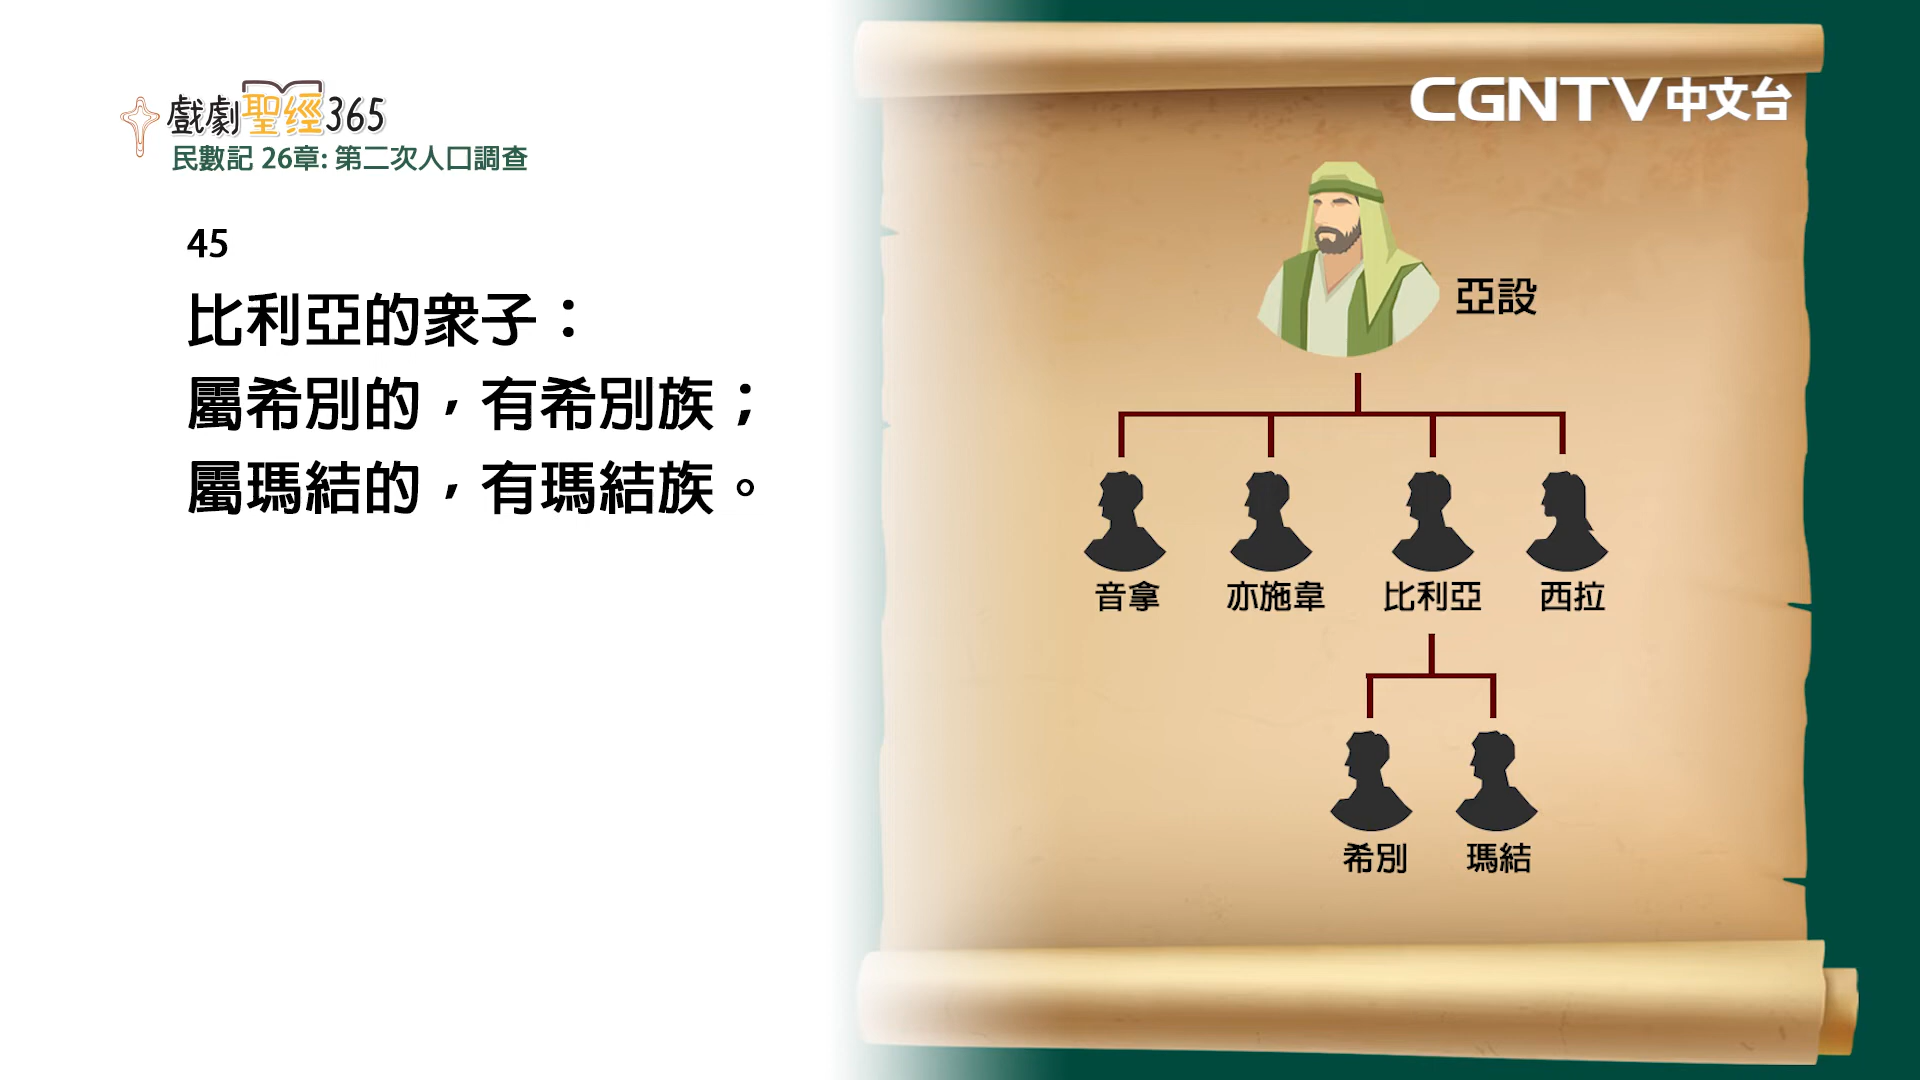 戲劇聖經365
民數記 26章: 第二次人口調查
45
比利亞的衆子：
屬希別的，有希別族；
屬瑪結的，有瑪結族。
CGNTV中文台
亞設
音拿
亦施韋
比利亞
西拉
希別
瑪結